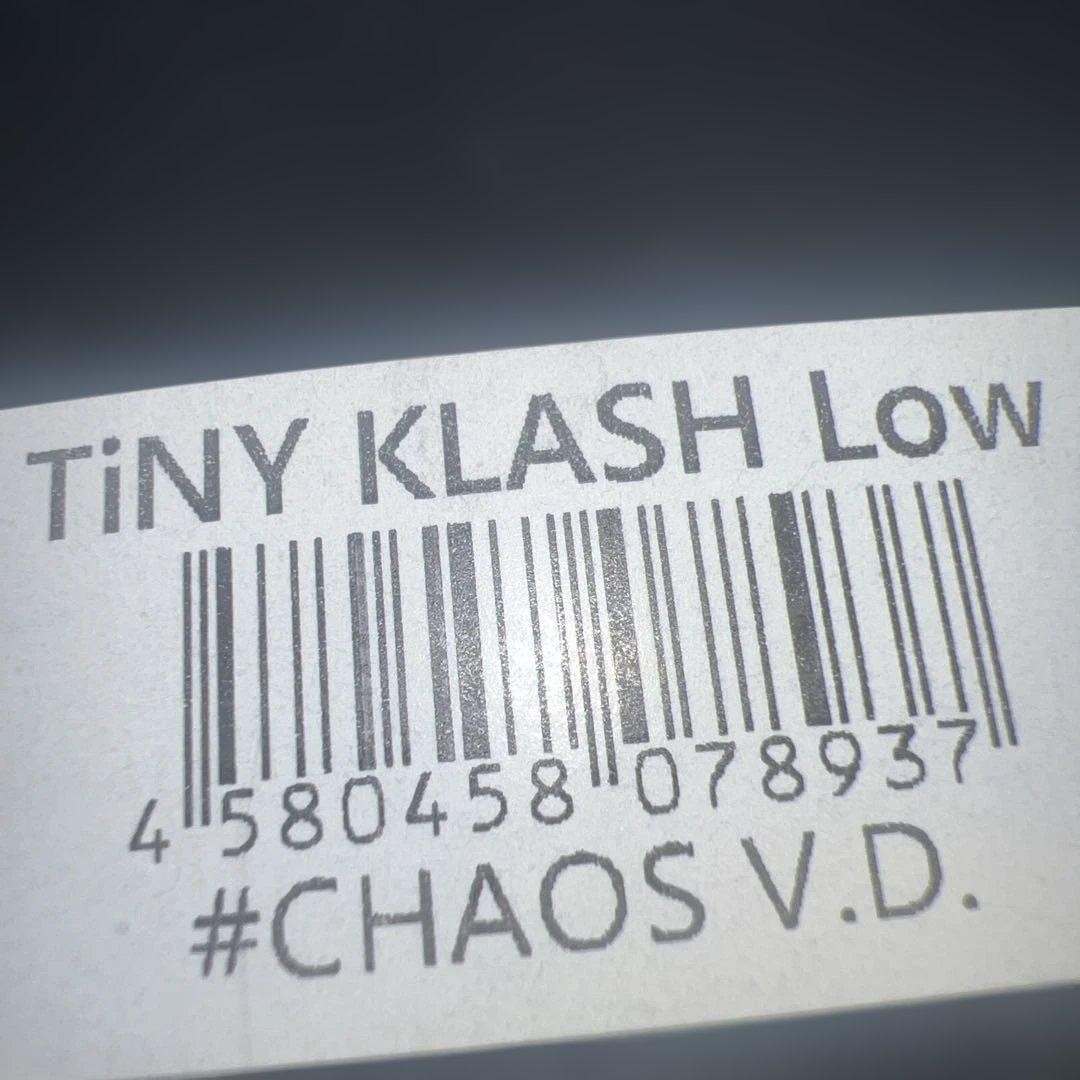 TiNY KLASH Low
4 580458 078937
#CHAOS V.D.